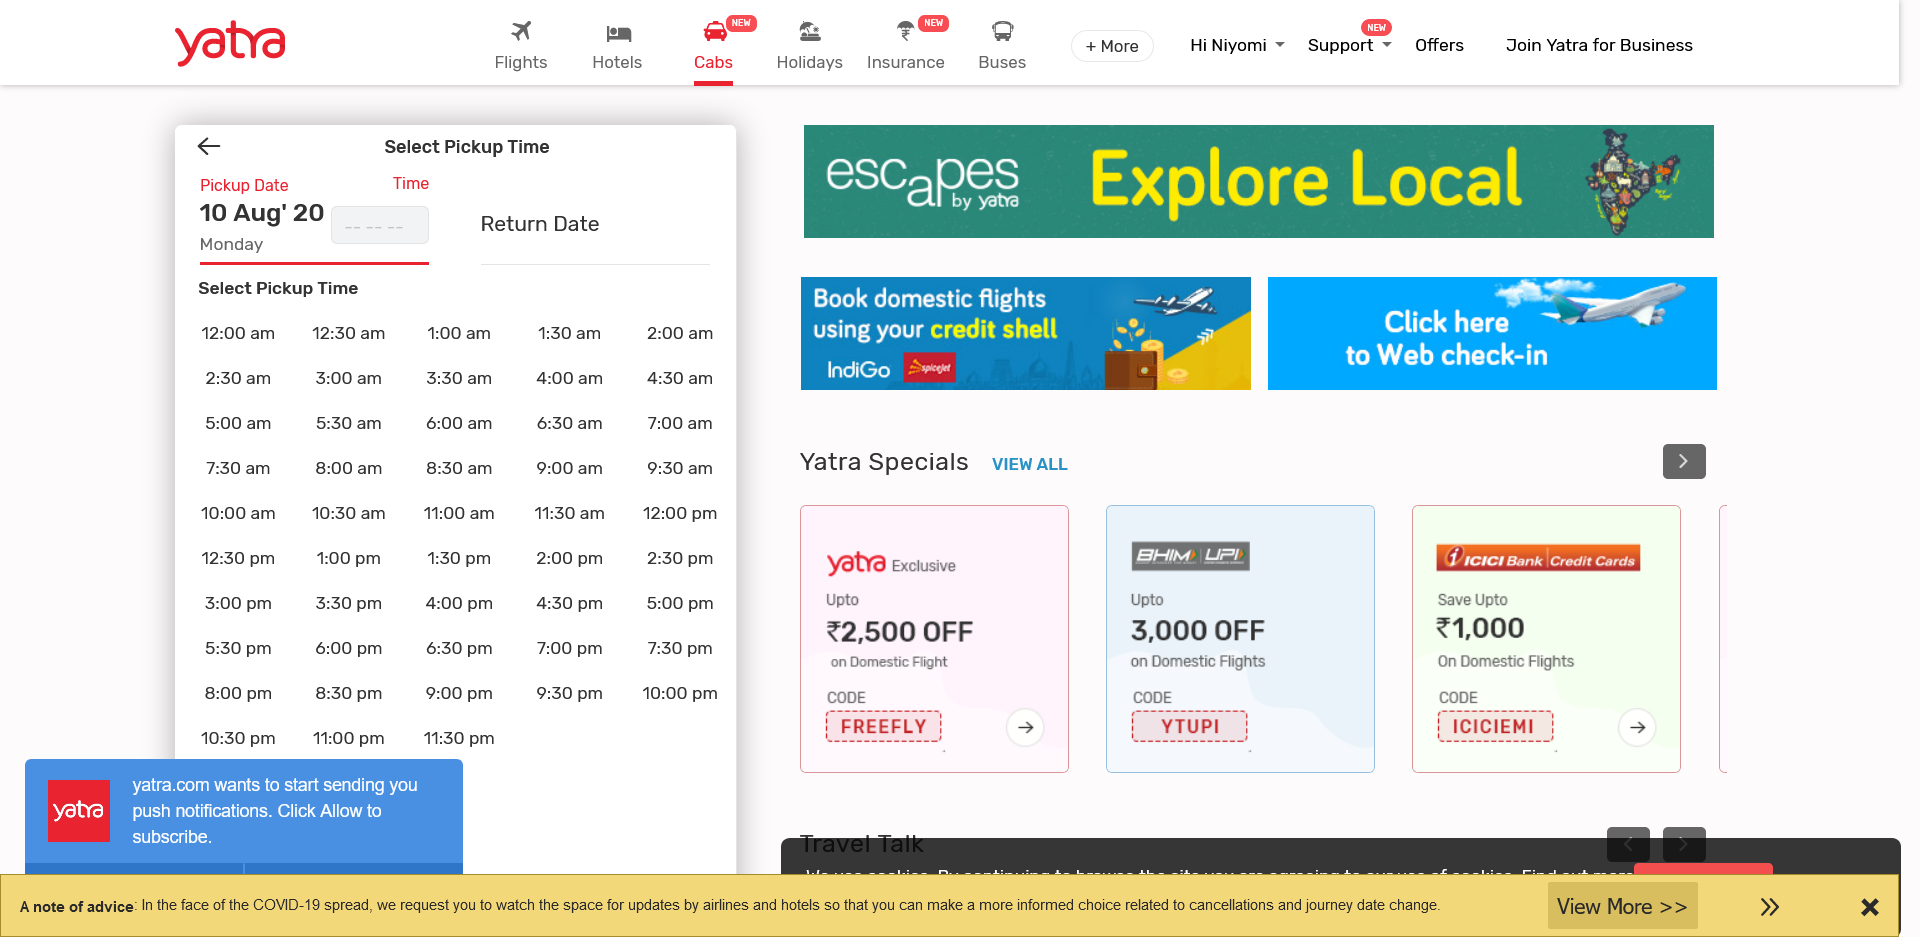 yatra
Flights
Hotels
NEW
Cabs
Holidays
NEW
Insurance
Buses
+ More
Hi Niyomi
NEW
Support
Offers
Join Yatra for Business
Select Pickup Time
Pickup Date
Time
10 Aug' 20
-- -- --
Monday
Return Date
Select Pickup Time
12:00 am 12:30 am 1:00 am 1:30 am 2:00 am
2:30 am 3:00 am 3:30 am 4:00 am 4:30 am
5:00 am 5:30 am 6:00 am 6:30 am 7:00 am
7:30 am 8:00 am 8:30 am 9:00 am 9:30 am
10:00 am 10:30 am 11:00 am 11:30 am 12:00 pm
12:30 pm 1:00 pm 1:30 pm 2:00 pm 2:30 pm
3:00 pm 3:30 pm 4:00 pm 4:30 pm 5:00 pm
5:30 pm 6:00 pm 6:30 pm 7:00 pm 7:30 pm
8:00 pm 8:30 pm 9:00 pm 9:30 pm 10:00 pm
10:30 pm 11:00 pm 11:30 pm
escapes
by yatra
Explore Local
Book domestic flights
using your credit shell
IndiGo spicejet
Click here
to Web check-in
Yatra Specials VIEW ALL
yatra Exclusive
Upto
₹2,500 OFF
on Domestic Flight
CODE
FREEFLY
BHIM UPI
Upto
3,000 OFF
on Domestic Flights
CODE
YTUPI
ICICI Bank Credit Cards
Save Upto
₹1,000
On Domestic Flights
CODE
ICICIEMI
Travel Talk
We use cookies. By continuing to browse the site you are agreeing to our use of cookies. Find out more
yatra
yatra.com wants to start sending you
push notifications. Click Allow to
subscribe.
A note of advice: In the face of the COVID-19 spread, we request you to watch the space for updates by airlines and hotels so that you can make a more informed choice related to cancellations and journey date change.
View More >>